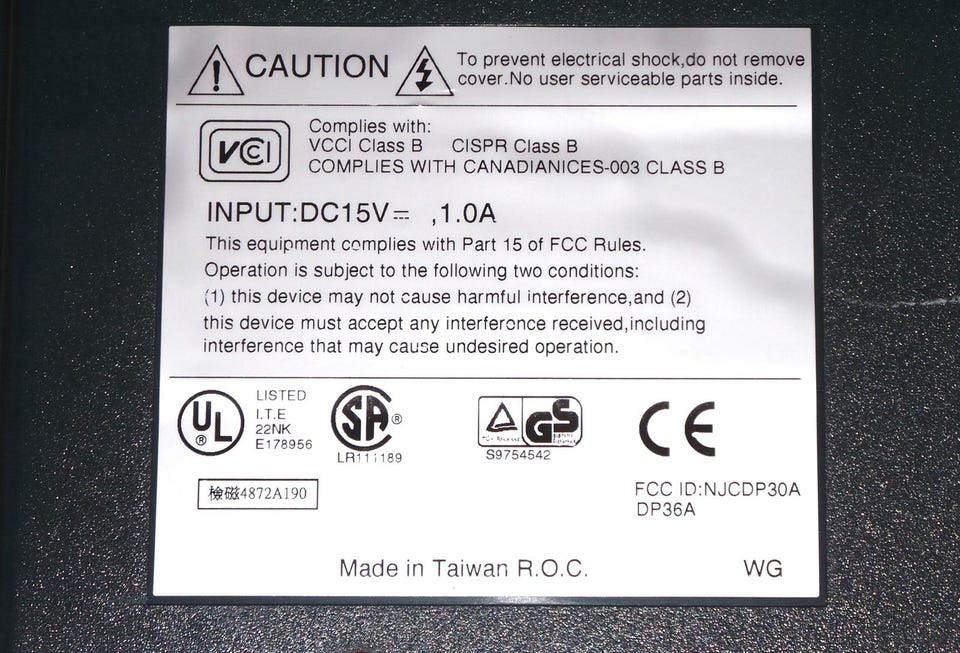 CAUTION To prevent electrical shock,do not remove
cover.No user serviceable parts inside.
VCCI
Complies with:
VCCI Class B CISPR Class B
COMPLIES WITH CANADIANICES-003 CLASS B
INPUT:DC15V⎓ ,1.0A
This equipment complies with Part 15 of FCC Rules.
Operation is subject to the following two conditions:
(1) this device may not cause harmful interference,and (2)
this device must accept any interference received,including
interference that may cause undesired operation.
UL ®
LISTED
I.T.E
22NK
E178956
SA ®
LR111189
GS
S9754542
CE
檢磁4872A190
FCC ID:NJCDP30A
DP36A
Made in Taiwan R.O.C. WG